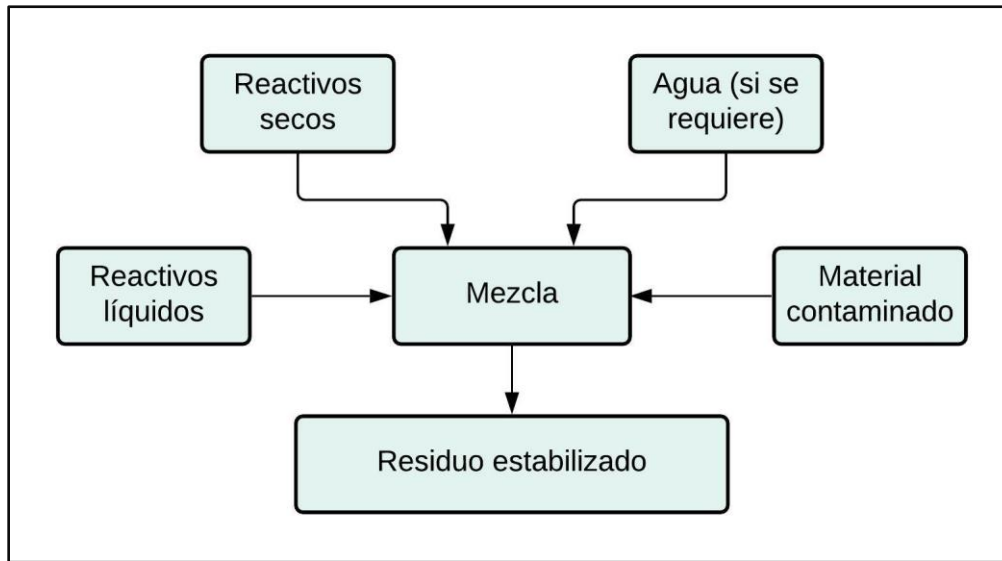 Reactivos
secos
Agua (si se
requiere)
Reactivos
líquidos
Mezcla
Material
contaminado
Residuo estabilizado